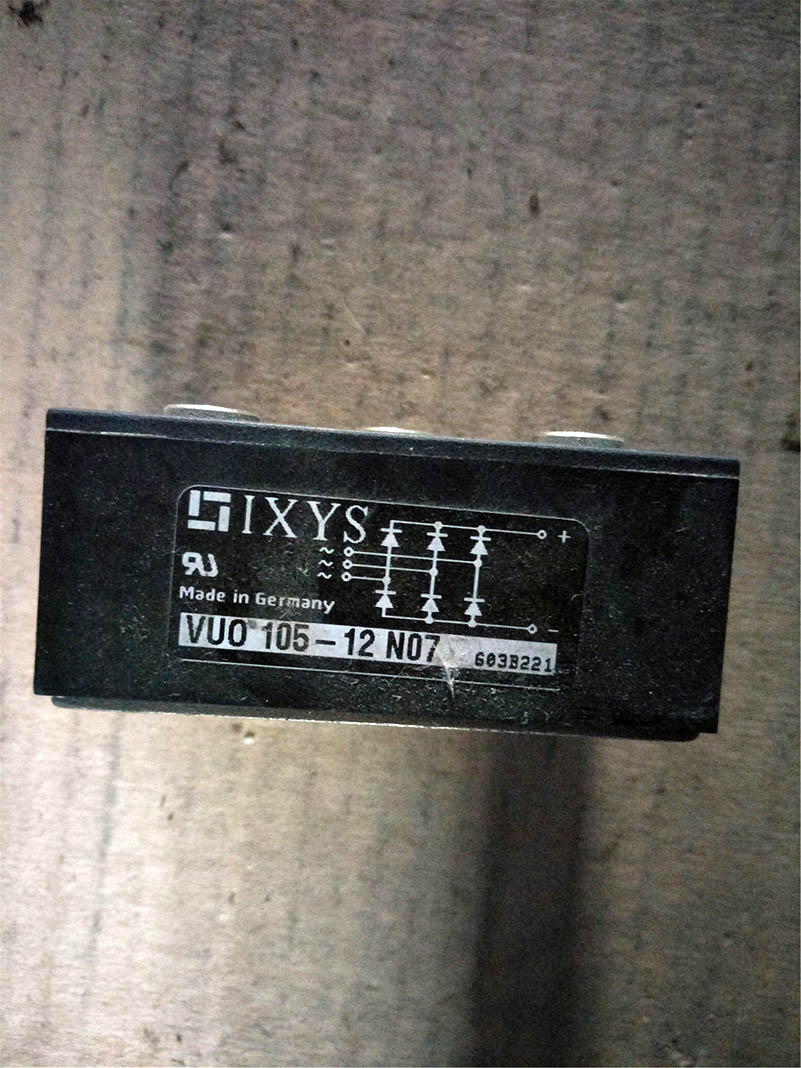 IXYS
Made in Germany
VUO 105-12 N07 603B221
~
~
~
+
-